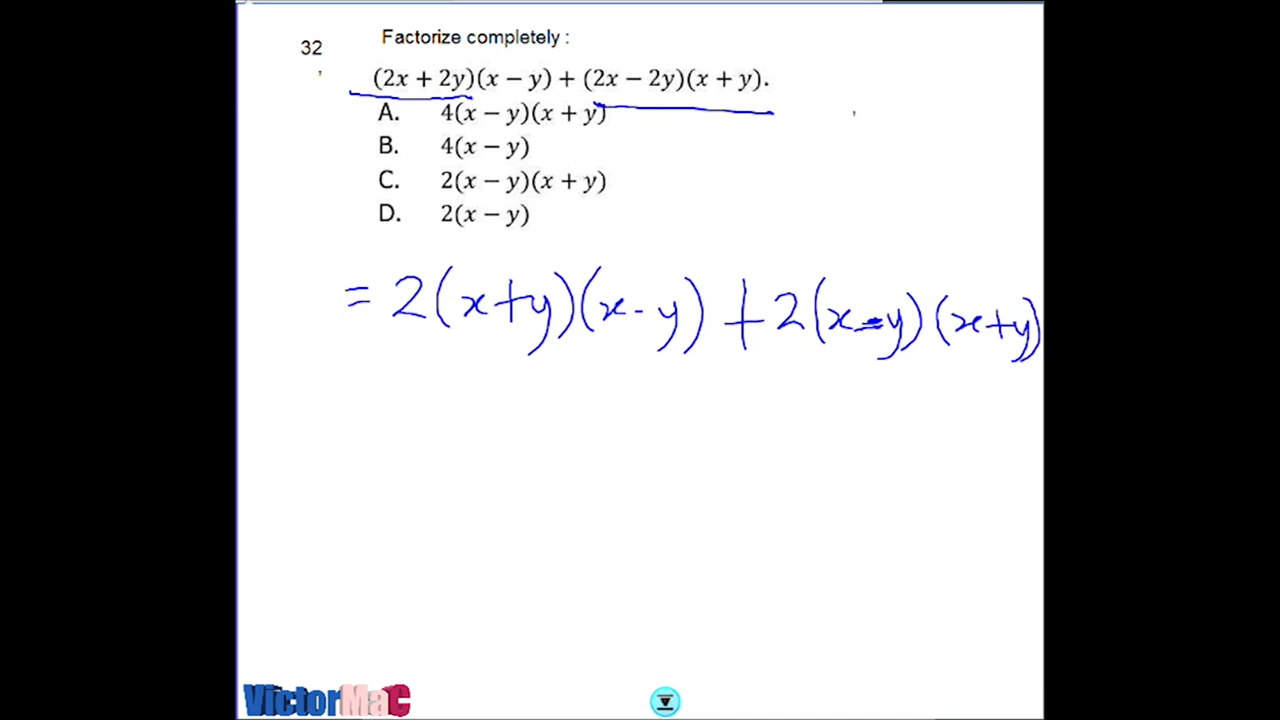 32 Factorize completely :
(2x + 2y)(x − y) + (2x − 2y)(x + y).
A. 4(x − y)(x + y)
B. 4(x − y)
C. 2(x − y)(x + y)
D. 2(x − y)
= 2(x+y)(x-y) + 2(x-y)(x+y)
VictorMaC